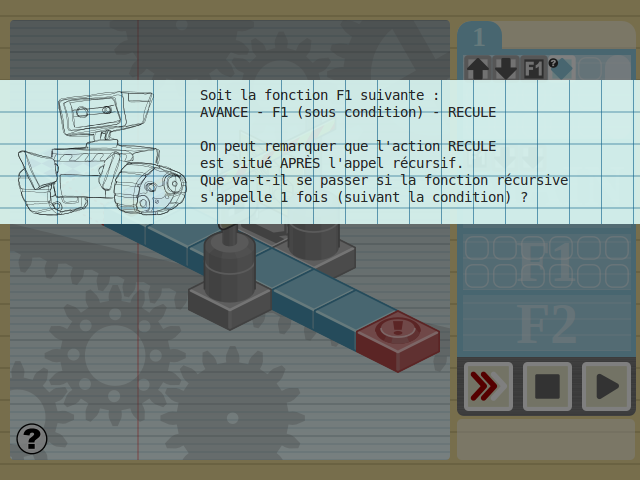 1
F1
?
Soit la fonction F1 suivante :
AVANCE - F1 (sous condition) - RECULE
On peut remarquer que l'action RECULE
est situé APRÈS l'appel récursif.
Que va-t-il se passer si la fonction récursive
s'appelle 1 fois (suivant la condition) ?
F1
F2
!
?